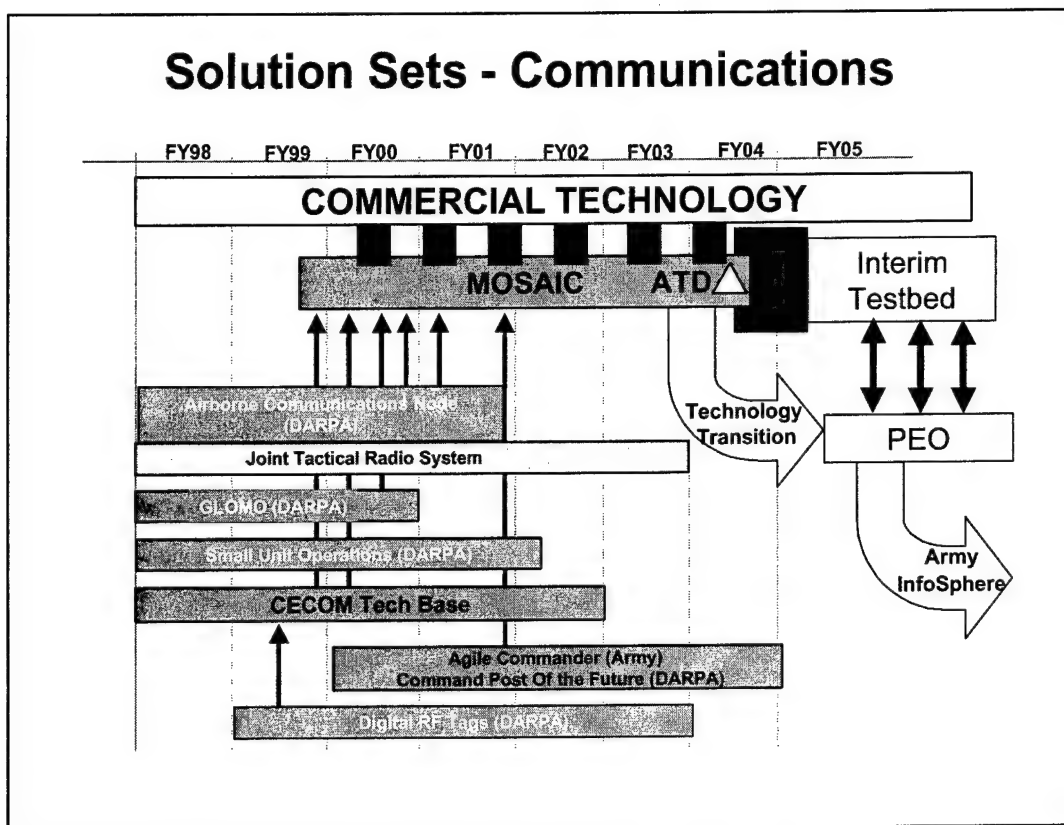 Solution Sets - Communications
FY98 FY99 FY00 FY01 FY02 FY03 FY04 FY05
COMMERCIAL TECHNOLOGY
MOSAIC ATD
Interim
Testbed
Airborne Communications Node
(DARPA)
Technology
Transition
PEO
Joint Tactical Radio System
GLOMO (DARPA)
Small Unit Operations (DARPA)
Army
InfoSphere
CECOM Tech Base
Agile Commander (Army)
Command Post Of the Future (DARPA)
Digital RF Tags (DARPA)